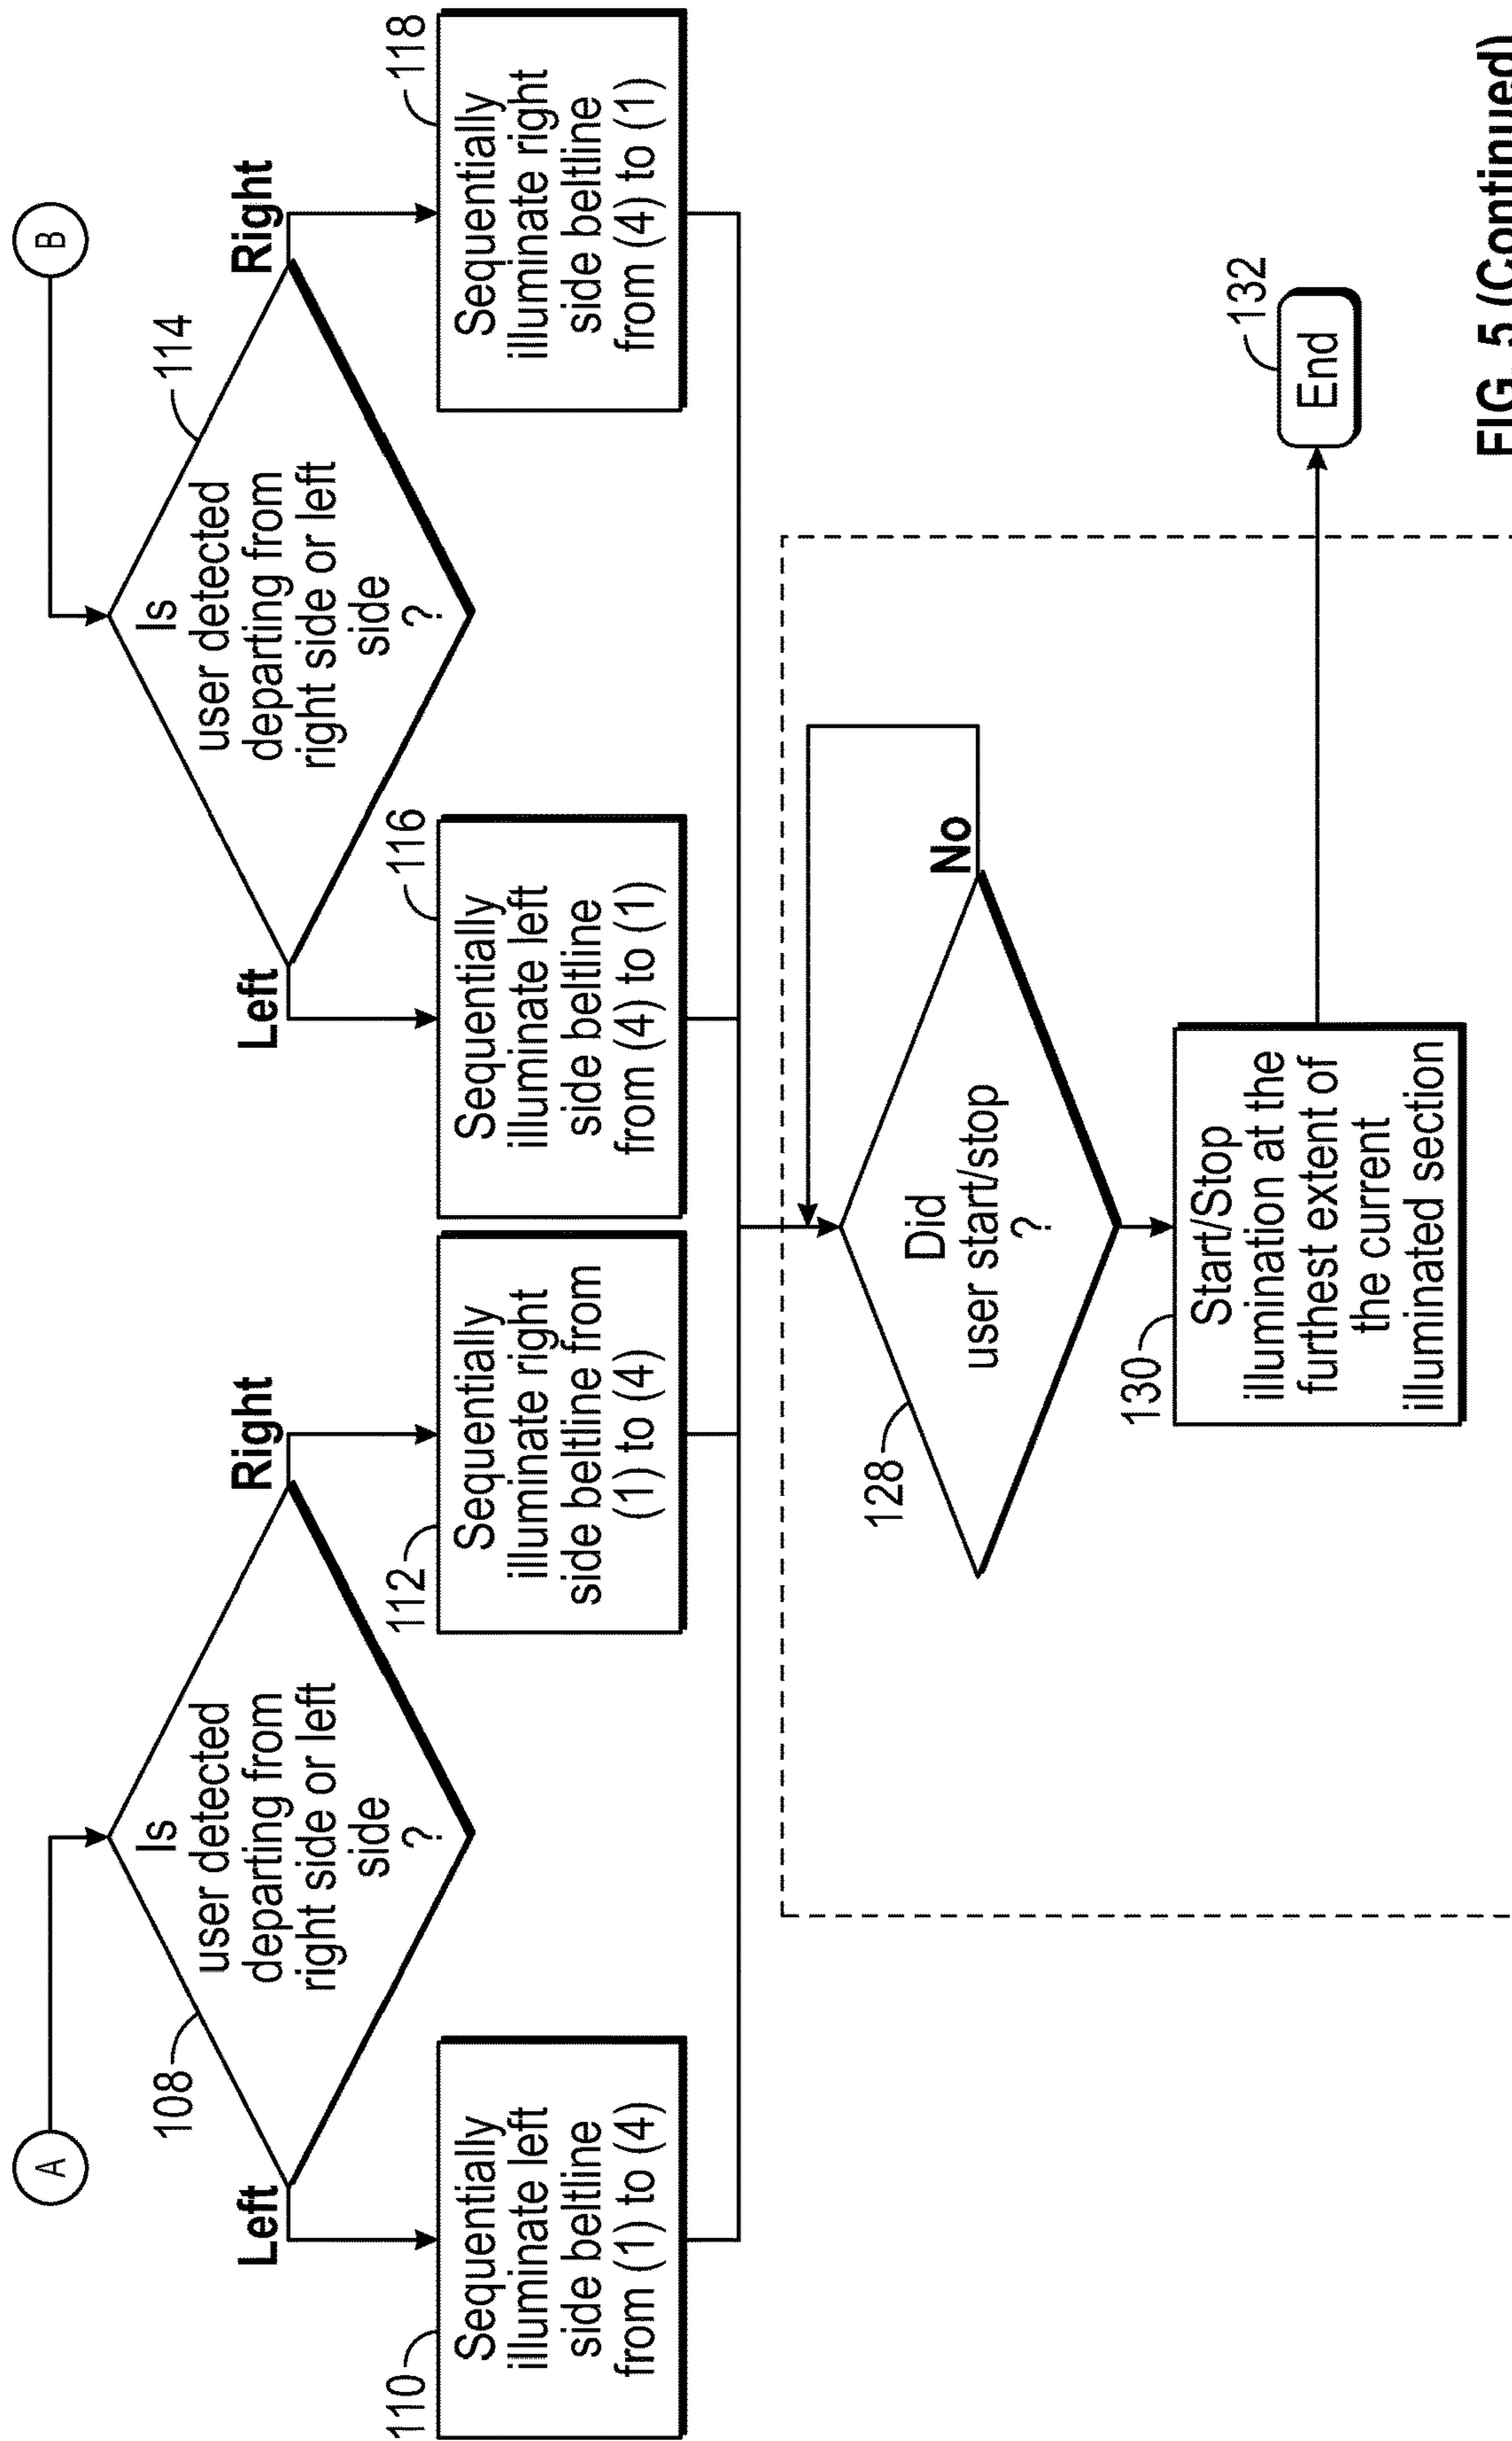 A
108
Is
user detected
departing from
right side or left
side
?
Left
Right
110
Sequentially
illuminate left
side beltline
from (1) to (4)
112
Sequentially
illuminate right
side beltline from
(1) to (4)
B
114
Is
user detected
departing from
right side or left
side
?
Left
Right
116
Sequentially
illuminate left
side beltline
from (4) to (1)
118
Sequentially
illuminate right
side beltline
from (4) to (1)
128
Did
user start/stop
?
No
130
Start/Stop
illumination at the
furthest extent of
the current
illuminated section
132
End
FIG. 5 (Continued)